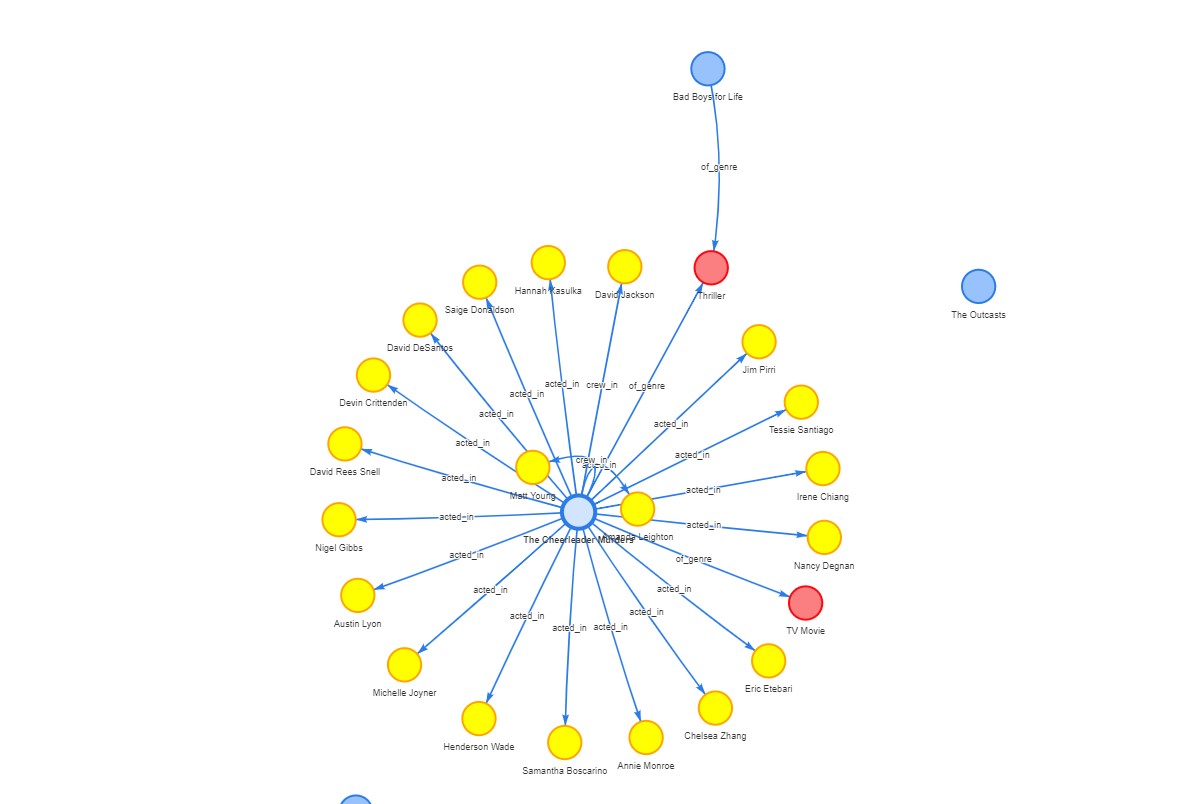 Bad Boys for Life
of_genre
Thriller
The Outcasts
Hannah Kasulka
David Jackson
Saige Donaldson
David DeSantos
Jim Pirri
Devin Crittenden
acted_in
crew_in
of_genre
acted_in
Tessie Santiago
acted_in
acted_in
acted_in
acted_in
crew_in
acted_in
David Rees Snell
acted_in
acted_in
Matt Young
Irene Chiang
acted_in
acted_in
The Cheerleader Murders
Amanda Leighton
Nigel Gibbs
acted_in
of_genre
Nancy Degnan
acted_in
acted_in
acted_in
acted_in
acted_in
acted_in
Austin Lyon
TV Movie
Michelle Joyner
Eric Etebari
Henderson Wade
Chelsea Zhang
Samantha Boscarino
Annie Monroe